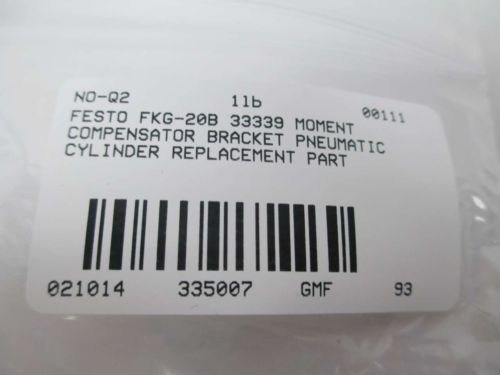 NO-Q2 1lb 00111
FESTO FKG-20B 33339 MOMENT
COMPENSATOR BRACKET PNEUMATIC
CYLINDER REPLACEMENT PART
021014 335007 GMF 93